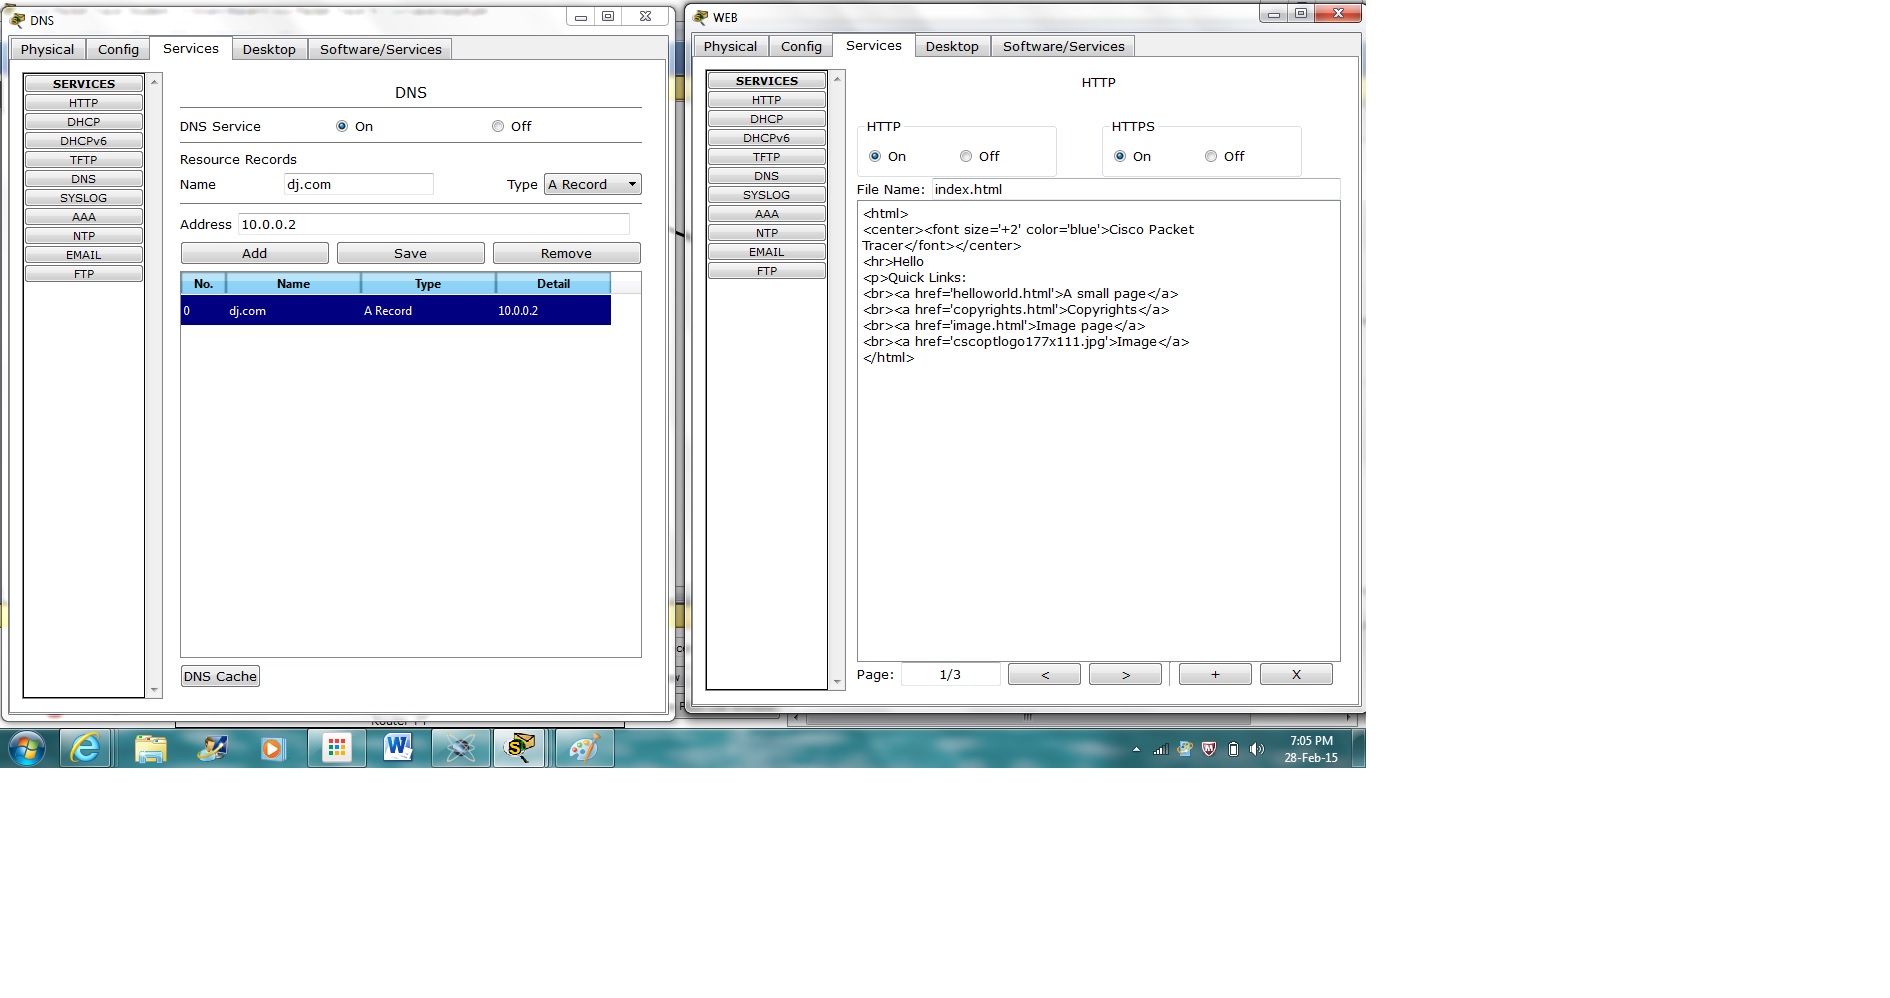 DNS
Physical Config Services Desktop Software/Services
SERVICES
HTTP
DHCP
DHCPv6
TFTP
DNS
SYSLOG
AAA
NTP
EMAIL
FTP
DNS
DNS Service On Off
Resource Records
Name dj.com Type A Record
Address 10.0.0.2
Add Save Remove
No. Name Type Detail
0 dj.com A Record 10.0.0.2
DNS Cache
WEB
Physical Config Services Desktop Software/Services
SERVICES
HTTP
DHCP
DHCPv6
TFTP
DNS
SYSLOG
AAA
NTP
EMAIL
FTP
HTTP
HTTP HTTPS
On Off On Off
File Name: index.html
<html>
<center><font size='+2' color='blue'>Cisco Packet
Tracer</font></center>
<hr>Hello
<p>Quick Links:
<br><a href='helloworld.html'>A small page</a>
<br><a href='copyrights.html'>Copyrights</a>
<br><a href='image.html'>Image page</a>
<br><a href='cscoptlogo177x111.jpg'>Image</a>
</html>
Page: 1/3 < > + X
7:05 PM
28-Feb-15